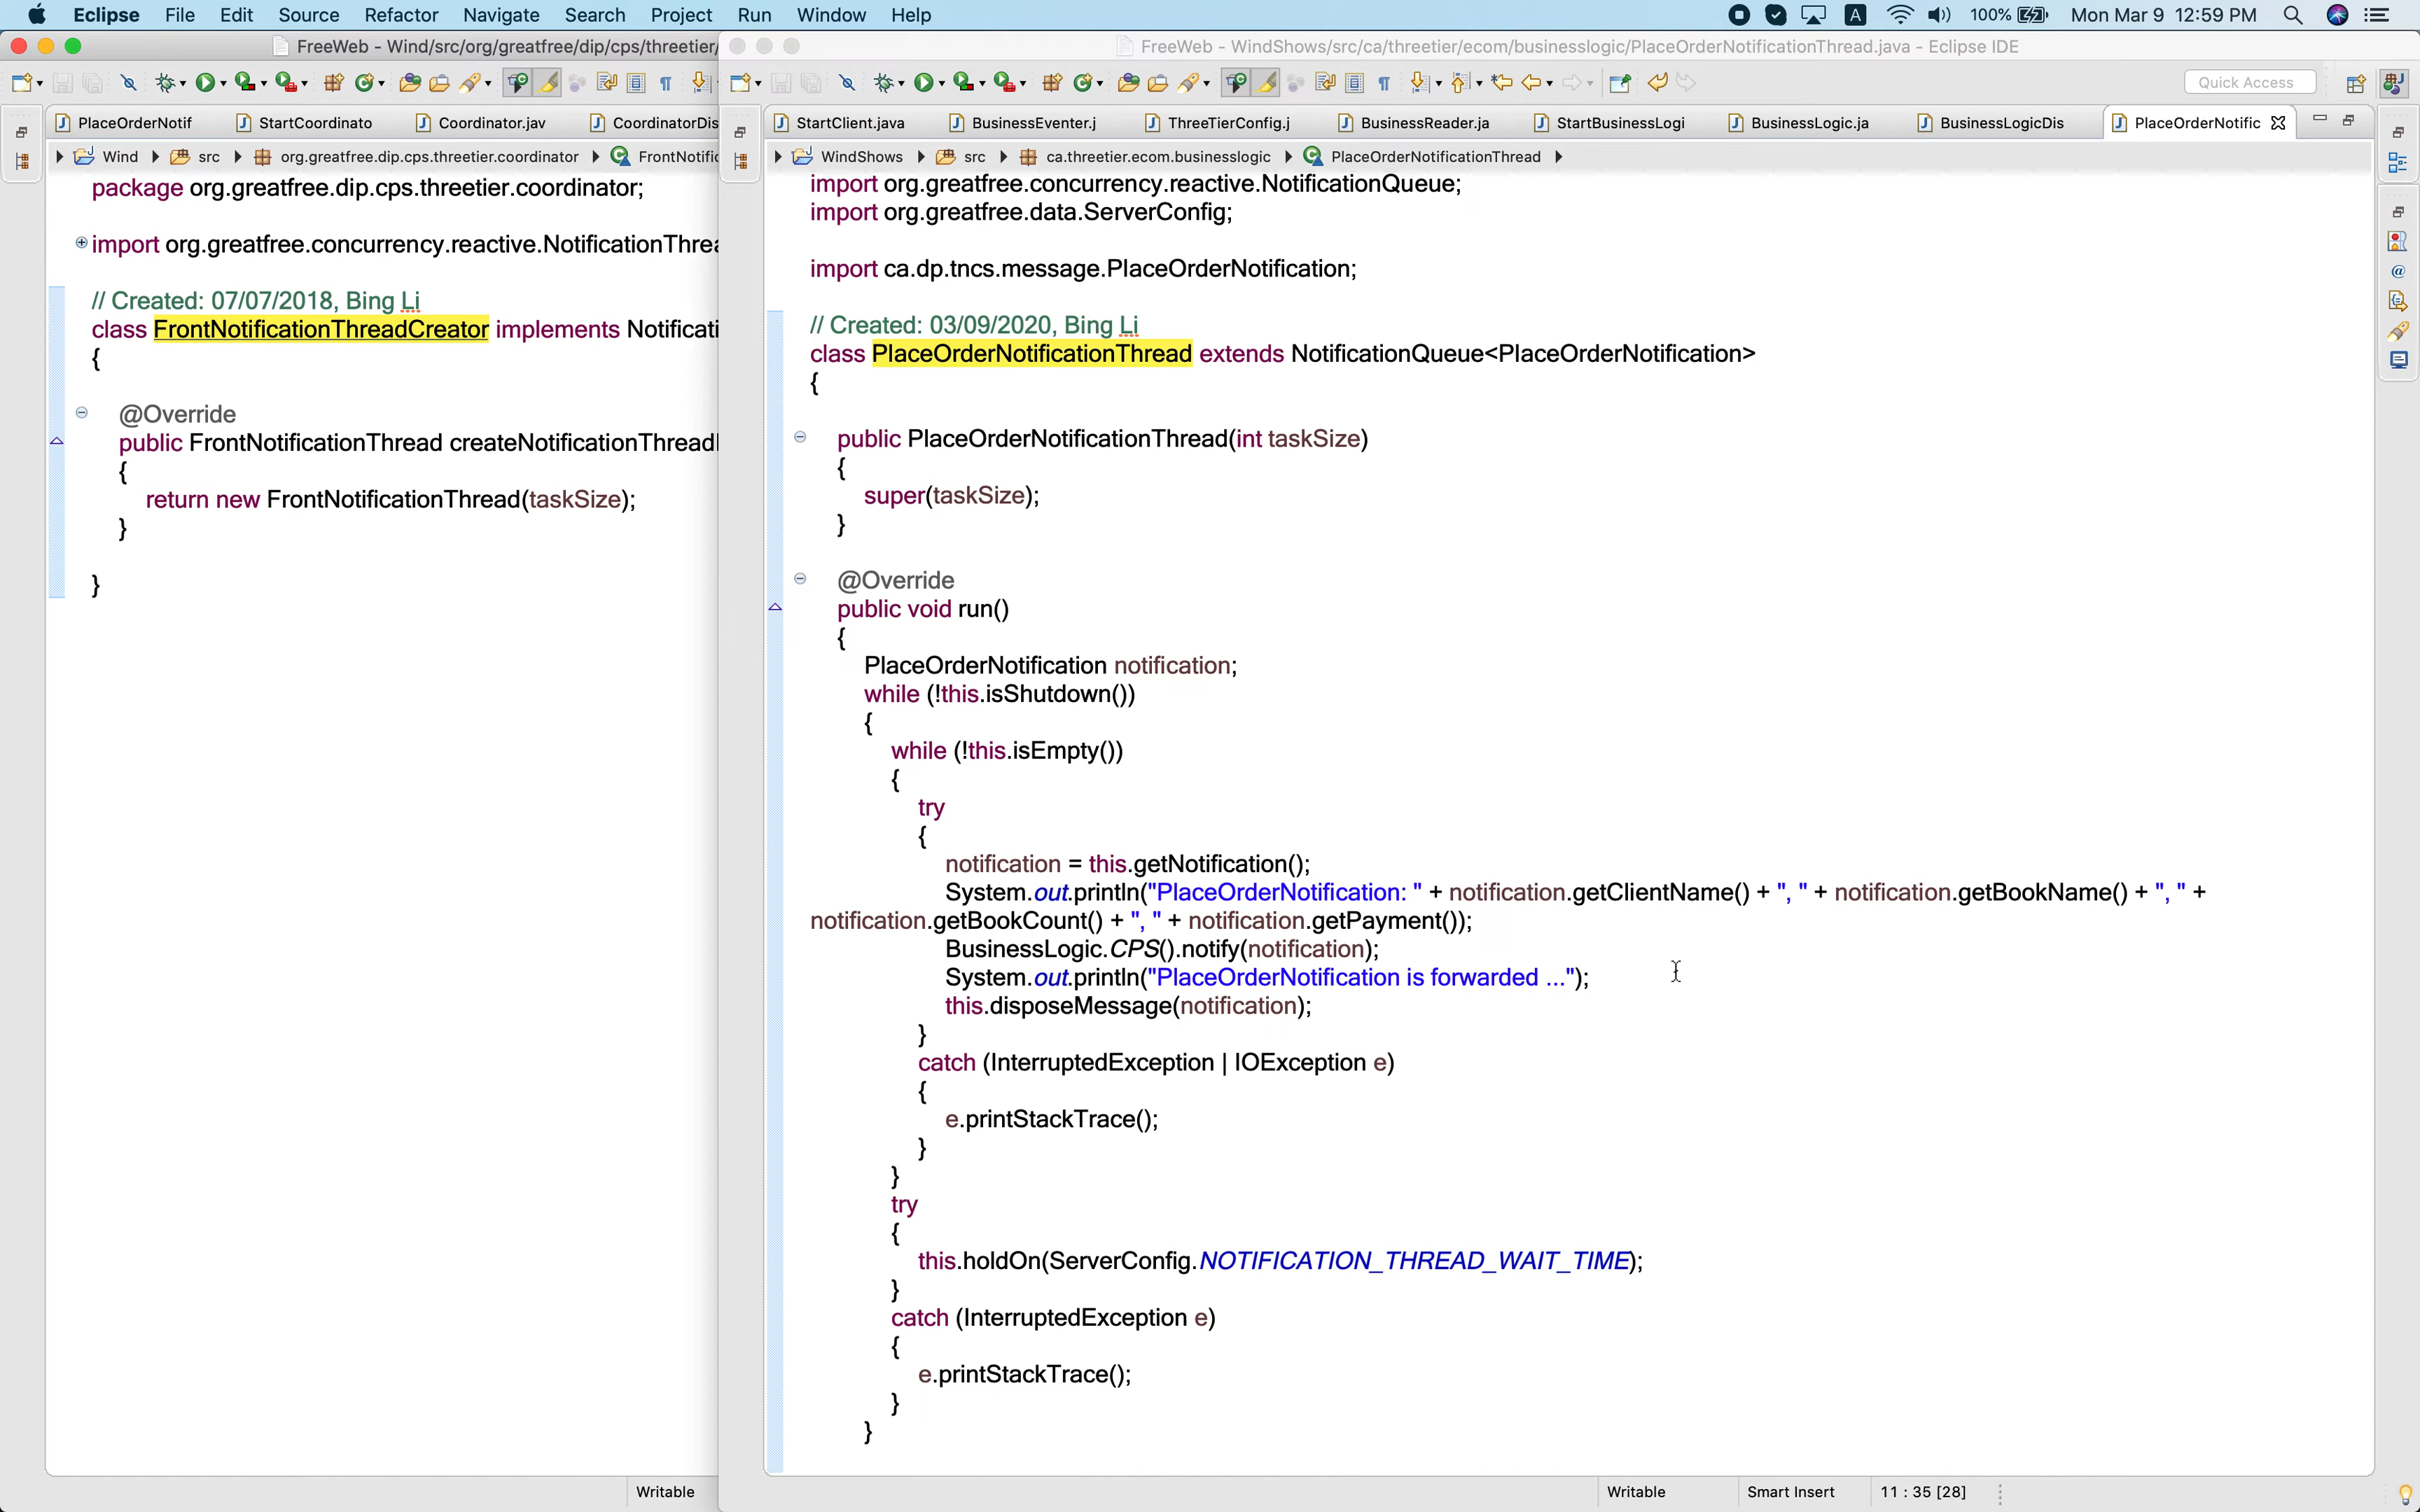 Eclipse File Edit Source Refactor Navigate Search Project Run Window Help
A 100% Mon Mar 9 12:59 PM
FreeWeb - Wind/src/org/greatfree/dip/cps/threetier/
PlaceOrderNotif StartCoordinato Coordinator.jav CoordinatorDis
Wind src org.greatfree.dip.cps.threetier.coordinator FrontNotific
package org.greatfree.dip.cps.threetier.coordinator;
import org.greatfree.concurrency.reactive.NotificationThrea
// Created: 07/07/2018, Bing Li
class FrontNotificationThreadCreator implements Notificati
{
@Override
public FrontNotificationThread createNotificationThread
{
return new FrontNotificationThread(taskSize);
}
}
Writable
FreeWeb - WindShows/src/ca/threetier/ecom/businesslogic/PlaceOrderNotificationThread.java - Eclipse IDE
Quick Access
StartClient.java BusinessEventer.j ThreeTierConfig.j BusinessReader.ja StartBusinessLogi BusinessLogic.ja BusinessLogicDis PlaceOrderNotific
WindShows src ca.threetier.ecom.businesslogic PlaceOrderNotificationThread
import org.greatfree.concurrency.reactive.NotificationQueue;
import org.greatfree.data.ServerConfig;
import ca.dp.tncs.message.PlaceOrderNotification;
// Created: 03/09/2020, Bing Li
class PlaceOrderNotificationThread extends NotificationQueue<PlaceOrderNotification>
{
public PlaceOrderNotificationThread(int taskSize)
{
super(taskSize);
}
@Override
public void run()
{
PlaceOrderNotification notification;
while (!this.isShutdown())
{
while (!this.isEmpty())
{
try
{
notification = this.getNotification();
System.out.println("PlaceOrderNotification: " + notification.getClientName() + ", " + notification.getBookName() + ", " +
notification.getBookCount() + ", " + notification.getPayment());
BusinessLogic.CPS().notify(notification);
System.out.println("PlaceOrderNotification is forwarded ...");
this.disposeMessage(notification);
}
catch (InterruptedException | IOException e)
{
e.printStackTrace();
}
}
try
{
this.holdOn(ServerConfig.NOTIFICATION_THREAD_WAIT_TIME);
}
catch (InterruptedException e)
{
e.printStackTrace();
}
}
Writable Smart Insert 11 : 35 [28]